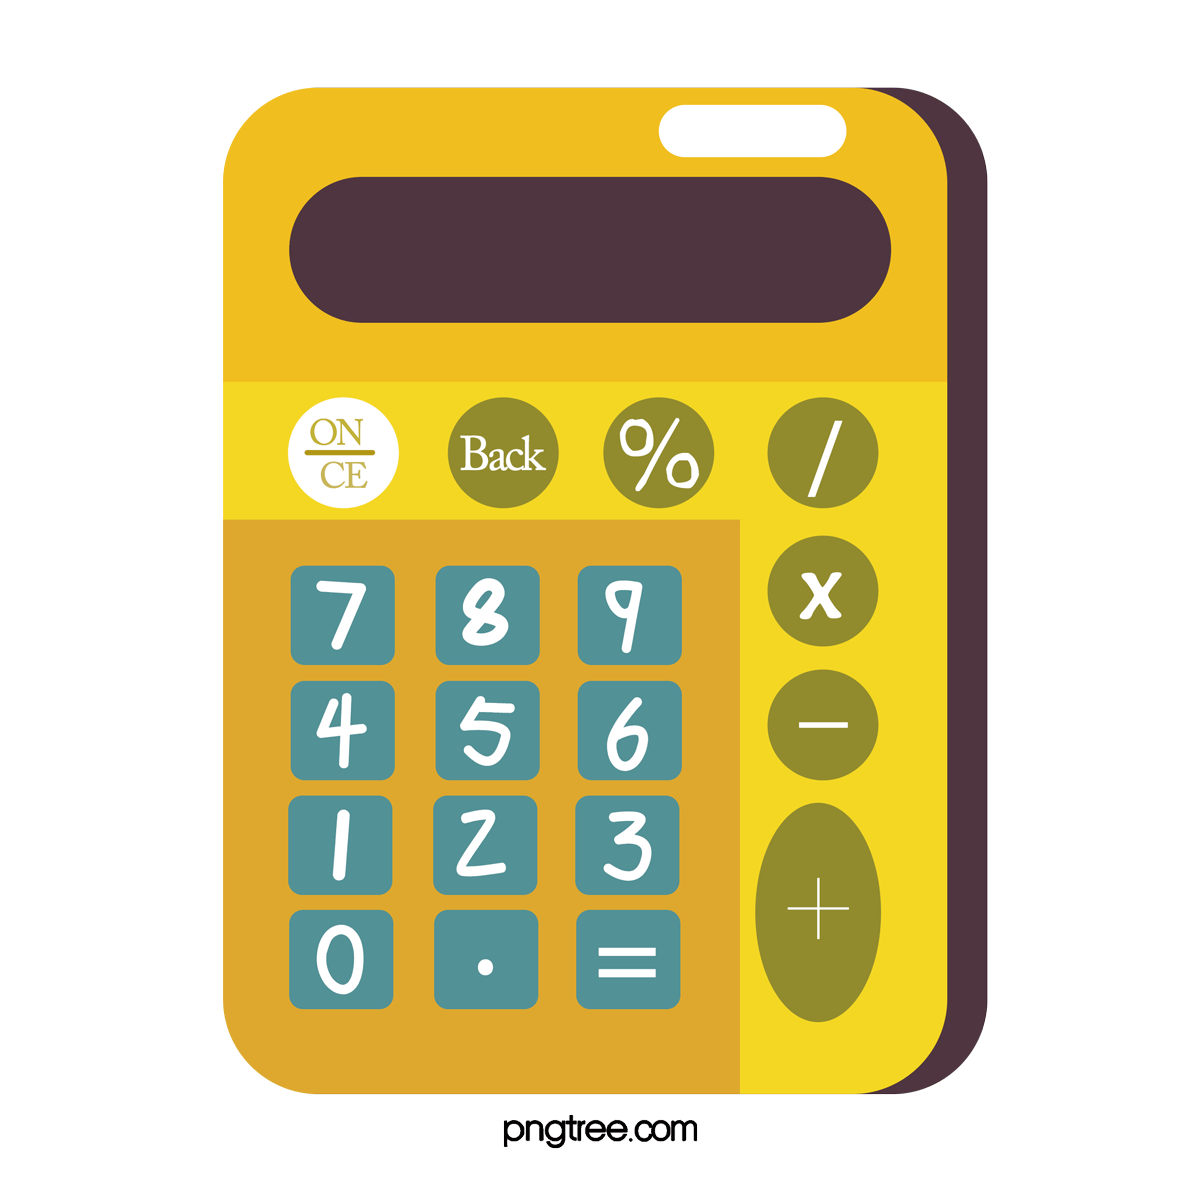 ON
CE
Back % /
7 8 9 x
4 5 6 −
1 2 3 +
0 . =
pngtree.com